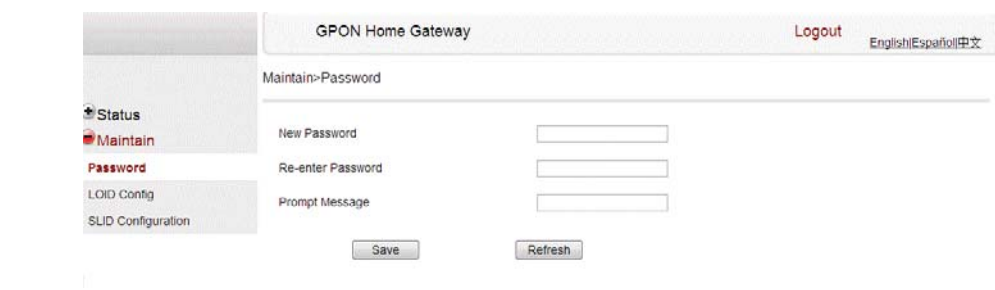 GPON Home Gateway
Logout
English|Español|中文
Maintain>Password
Status
Maintain
Password
LOID Config
SLID Configuration
New Password
Re-enter Password
Prompt Message
Save
Refresh